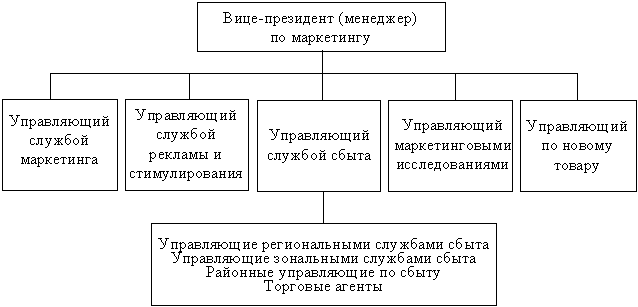 Вице-президент (менеджер)
по маркетингу
Управляющий
службой
маркетинга
Управляющий
службой
рекламы и
стимулирования
Управляющий
службой сбыта
Управляющий
маркетинговыми
исследованиями
Управляющий
по новому
товару
Управляющие региональными службами сбыта
Управляющие зональными службами сбыта
Районные управляющие по сбыту
Торговые агенты